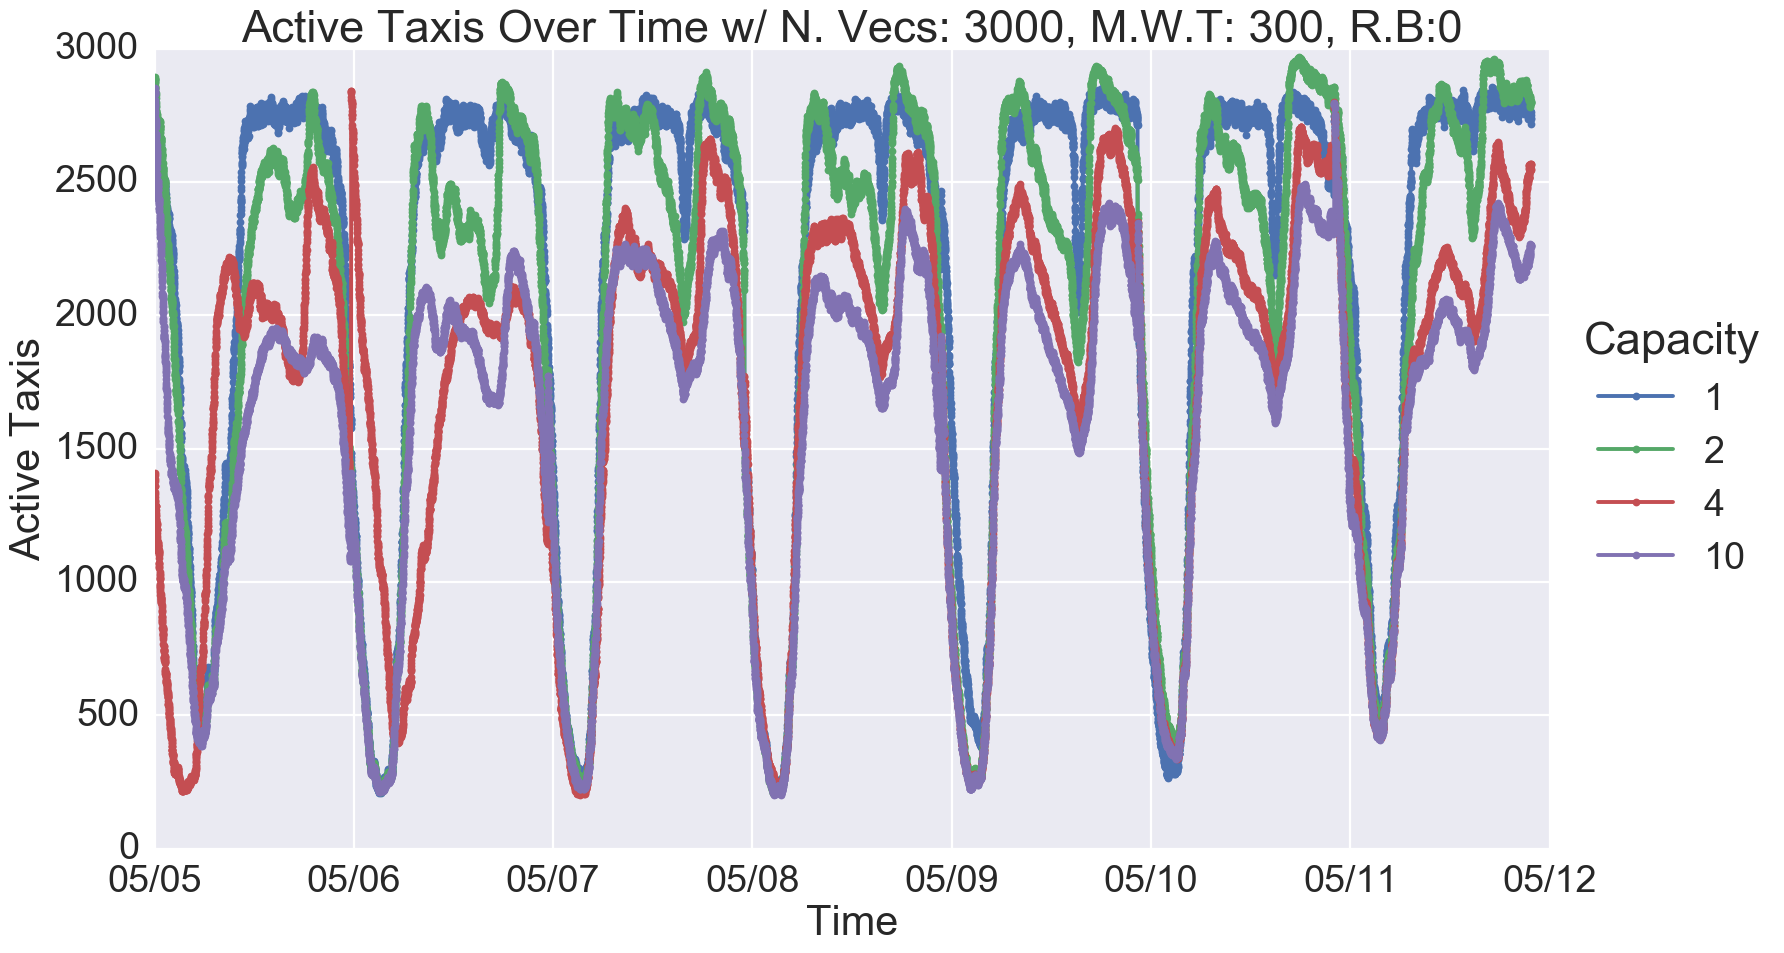 Active Taxis Over Time w/ N. Vecs: 3000, M.W.T: 300, R.B:0
3000
2500
2000
1500
1000
500
0
Active Taxis
05/05 05/06 05/07 05/08 05/09 05/10 05/11 05/12
Time
Capacity
1
2
4
10